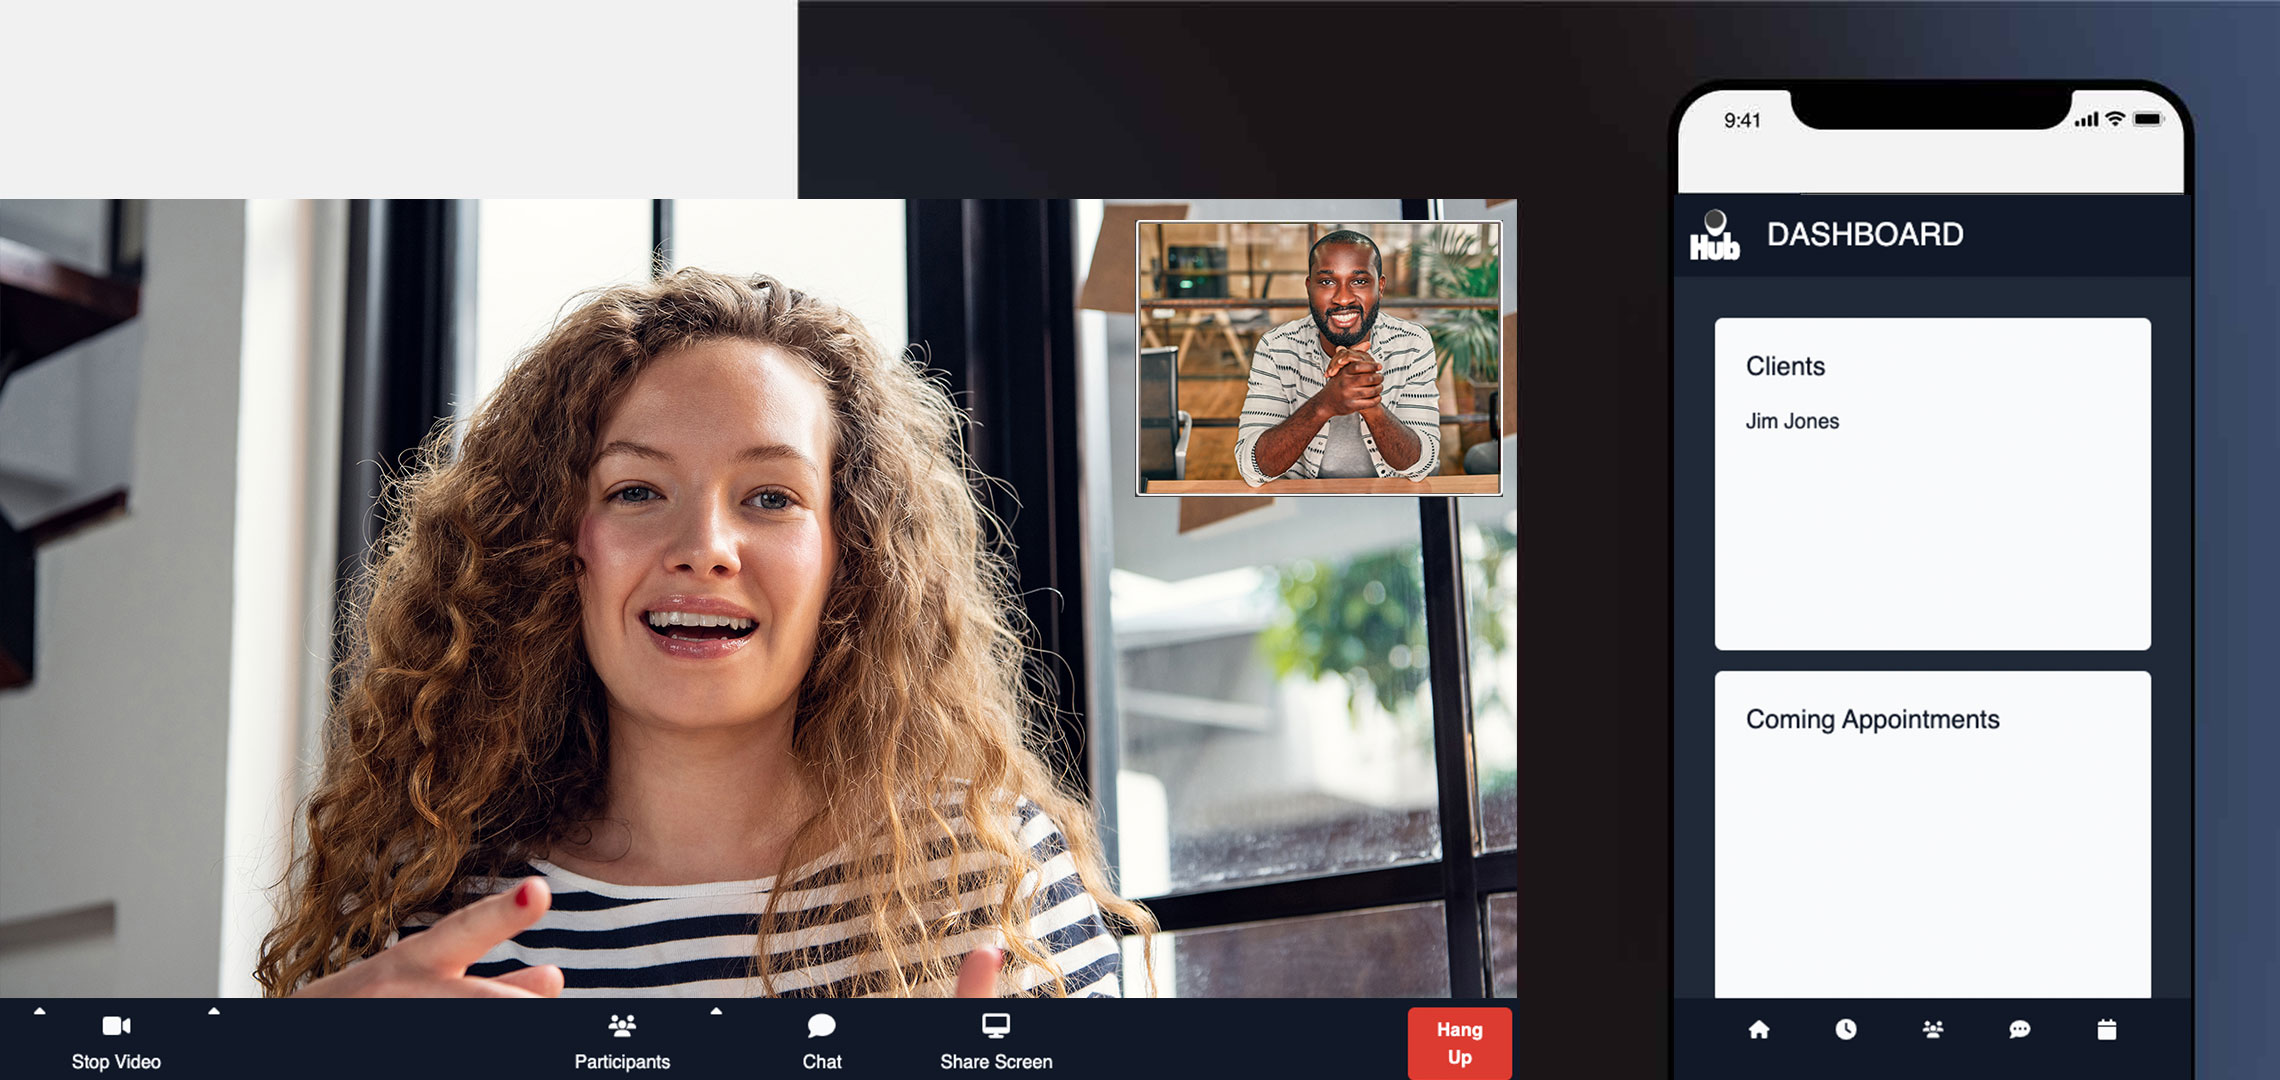 9:41
Hub
DASHBOARD
Clients
Jim Jones
Coming Appointments
Stop Video
Participants
Chat
Share Screen
Hang
Up